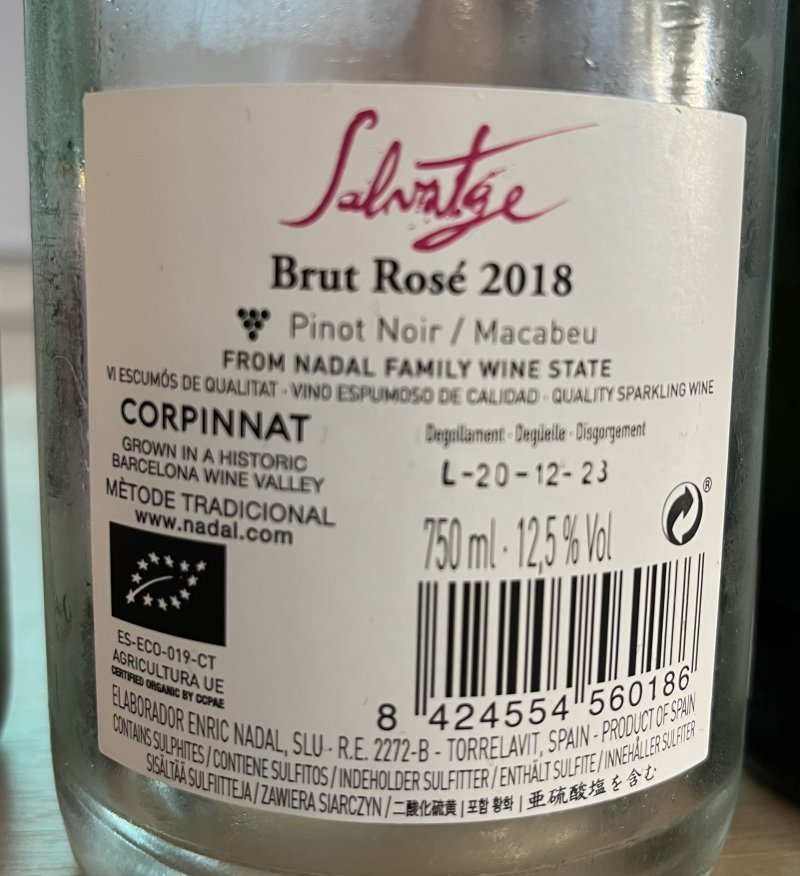 Salvatge
Brut Rosé 2018
Pinot Noir / Macabeu
FROM NADAL FAMILY WINE STATE
VI ESCUMÓS DE QUALITAT · VINO ESPUMOSO DE CALIDAD · QUALITY SPARKLING WINE
CORPINNAT
GROWN IN A HISTORIC
BARCELONA WINE VALLEY
MÈTODE TRADICIONAL
www.nadal.com
Degollament · Degüelle · Disgorgement
L-20-12-23
750 ml · 12,5 % Vol
®
ES-ECO-019-CT
AGRICULTURA UE
CERTIFIED ORGANIC BY CCPAE
8 424554 560186
ELABORADOR ENRIC NADAL, SLU · R.E. 2272-B - TORRELAVIT, SPAIN - PRODUCT OF SPAIN
CONTAINS SULPHITES / CONTIENE SULFITOS / INDEHOLDER SULFITTER / ENTHÄLT SULFITE / INNEHÅLLER SULFITER
SISÄLTÄÄ SULFIITTEJA / ZAWIERA SIARCZYN / 二酸化硫黄 | 포함 황화 | 亜硫酸塩を含む